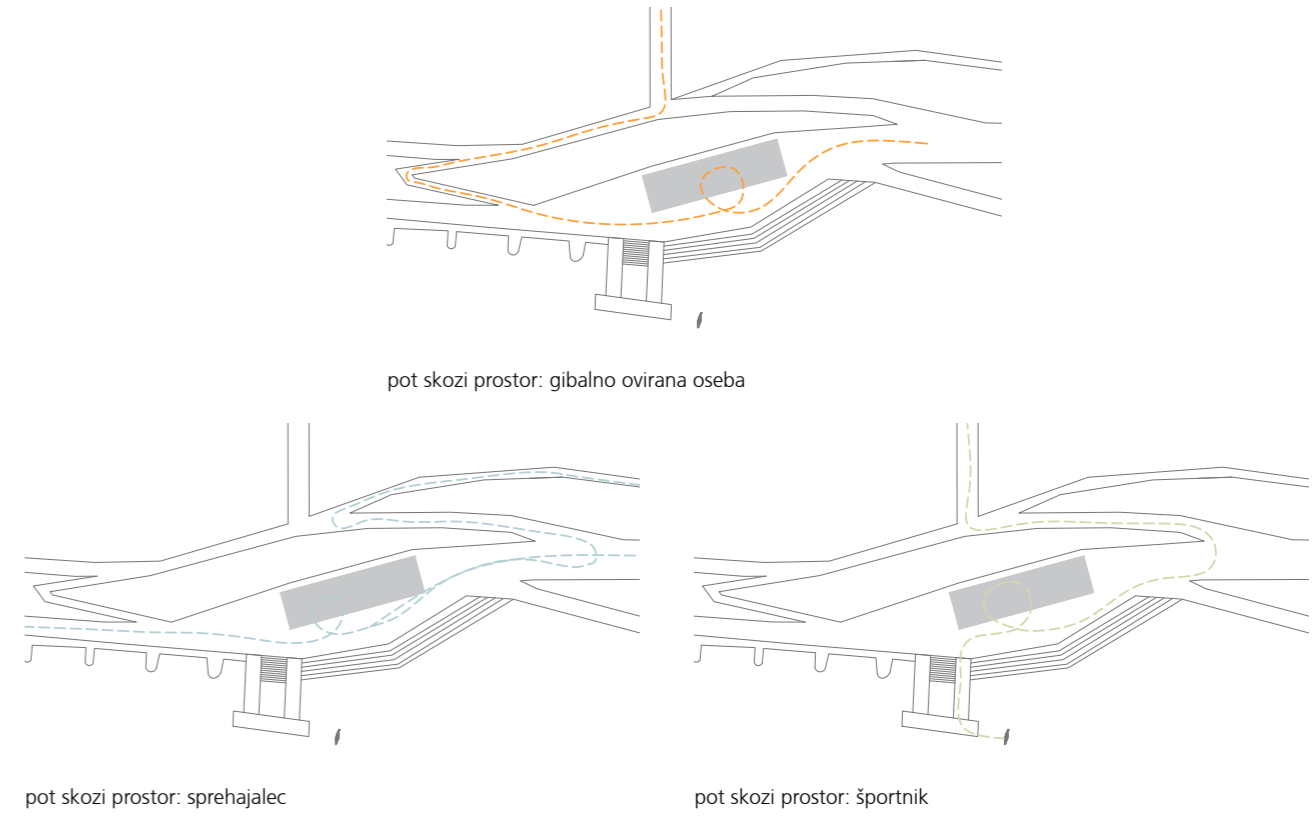 pot skozi prostor: gibalno ovirana oseba
pot skozi prostor: sprehajalec
pot skozi prostor: športnik